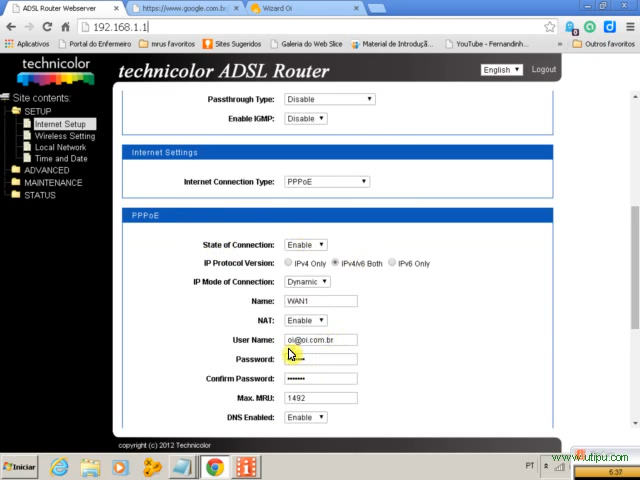 ADSL Router Webserver
https://www.google.com.br
Wizard Oi
192.168.1.1
Aplicativos
Portal do Enfermeiro
mrus favoritos
Sites Sugeridos
Galeria do Web Slice
Material de Introduçã...
YouTube - Fernandinh...
Outros favoritos
technicolor
technicolor ADSL Router
English
Logout
Site contents:
SETUP
Internet Setup
Wireless Setting
Local Network
Time and Date
ADVANCED
MAINTENANCE
STATUS
Passthrough Type: Disable
Enable IGMP: Disable
Internet Settings
Internet Connection Type: PPPoE
PPPoE
State of Connection: Enable
IP Protocol Version: IPv4 Only IPv4/v6 Both IPv6 Only
IP Mode of Connection: Dynamic
Name: WAN1
NAT: Enable
User Name: oi@oi.com.br
Password:
Confirm Password: •••••••
Max. MRU: 1492
DNS Enabled: Enable
copyright (c) 2012 Technicolor
Iniciar
PT
www.utipu.com
6:37